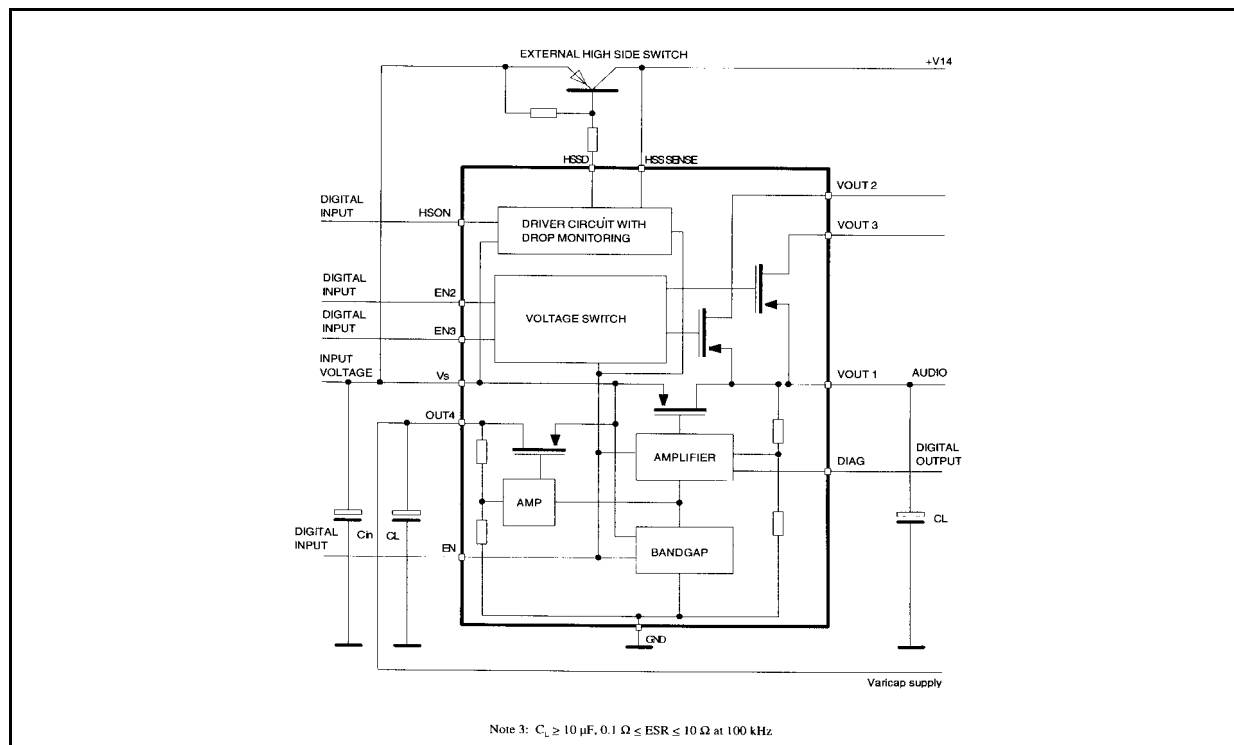 EXTERNAL HIGH SIDE SWITCH
+V14
HSSD
HSSSENSE
VOUT 2
DIGITAL
INPUT
HSON
DRIVER CIRCUIT WITH
DROP MONITORING
VOUT 3
DIGITAL
INPUT
EN2
VOLTAGE SWITCH
DIGITAL
INPUT
EN3
INPUT
VOLTAGE
Vs
VOUT 1
AUDIO
OUT4
AMPLIFIER
DIGITAL
OUTPUT
DIAG
AMP
Cin
CL
CL
DIGITAL
INPUT
EN
BANDGAP
GND
Varicap supply
Note 3: CL ≥ 10 µF, 0.1 Ω ≤ ESR ≤ 10 Ω at 100 kHz